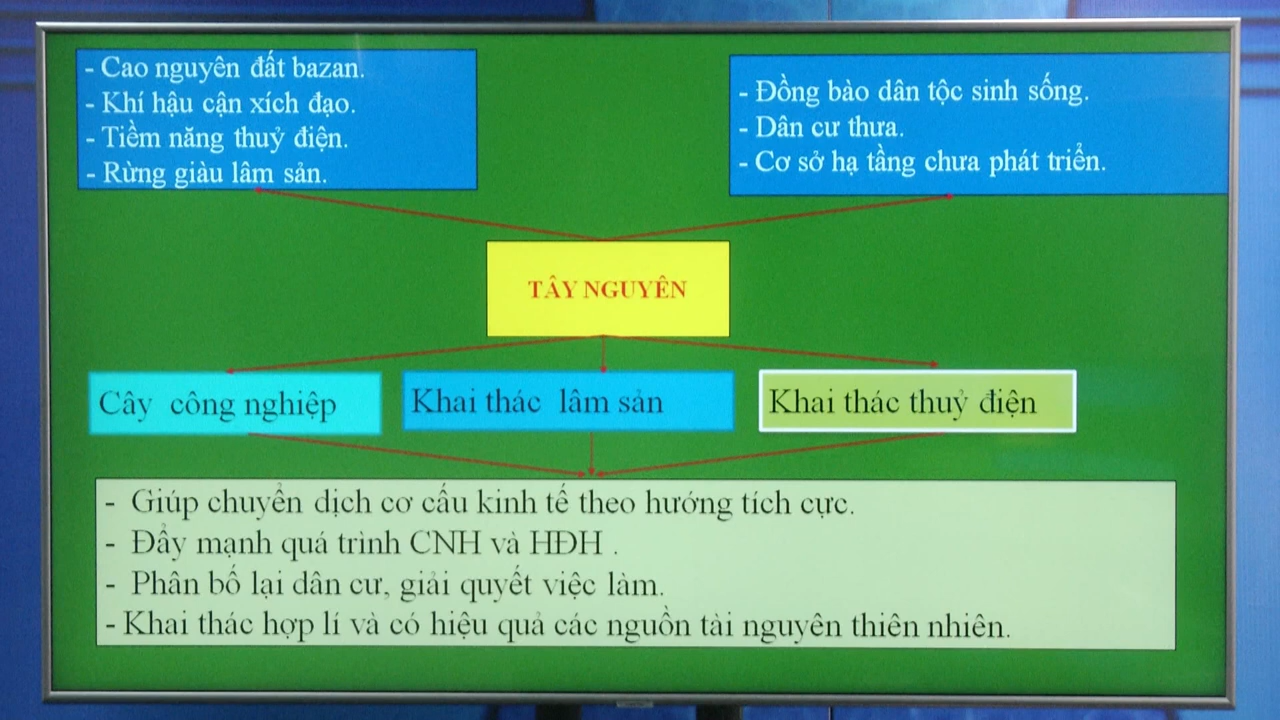 - Cao nguyên đất bazan.
- Khí hậu cận xích đạo.
- Tiềm năng thuỷ điện.
- Rừng giàu lâm sản.
- Đồng bào dân tộc sinh sống.
- Dân cư thưa.
- Cơ sở hạ tầng chưa phát triển.
TÂY NGUYÊN
Cây công nghiệp
Khai thác lâm sản
Khai thác thuỷ điện
- Giúp chuyển dịch cơ cấu kinh tế theo hướng tích cực.
- Đẩy mạnh quá trình CNH và HĐH .
- Phân bố lại dân cư, giải quyết việc làm.
- Khai thác hợp lí và có hiệu quả các nguồn tài nguyên thiên nhiên.